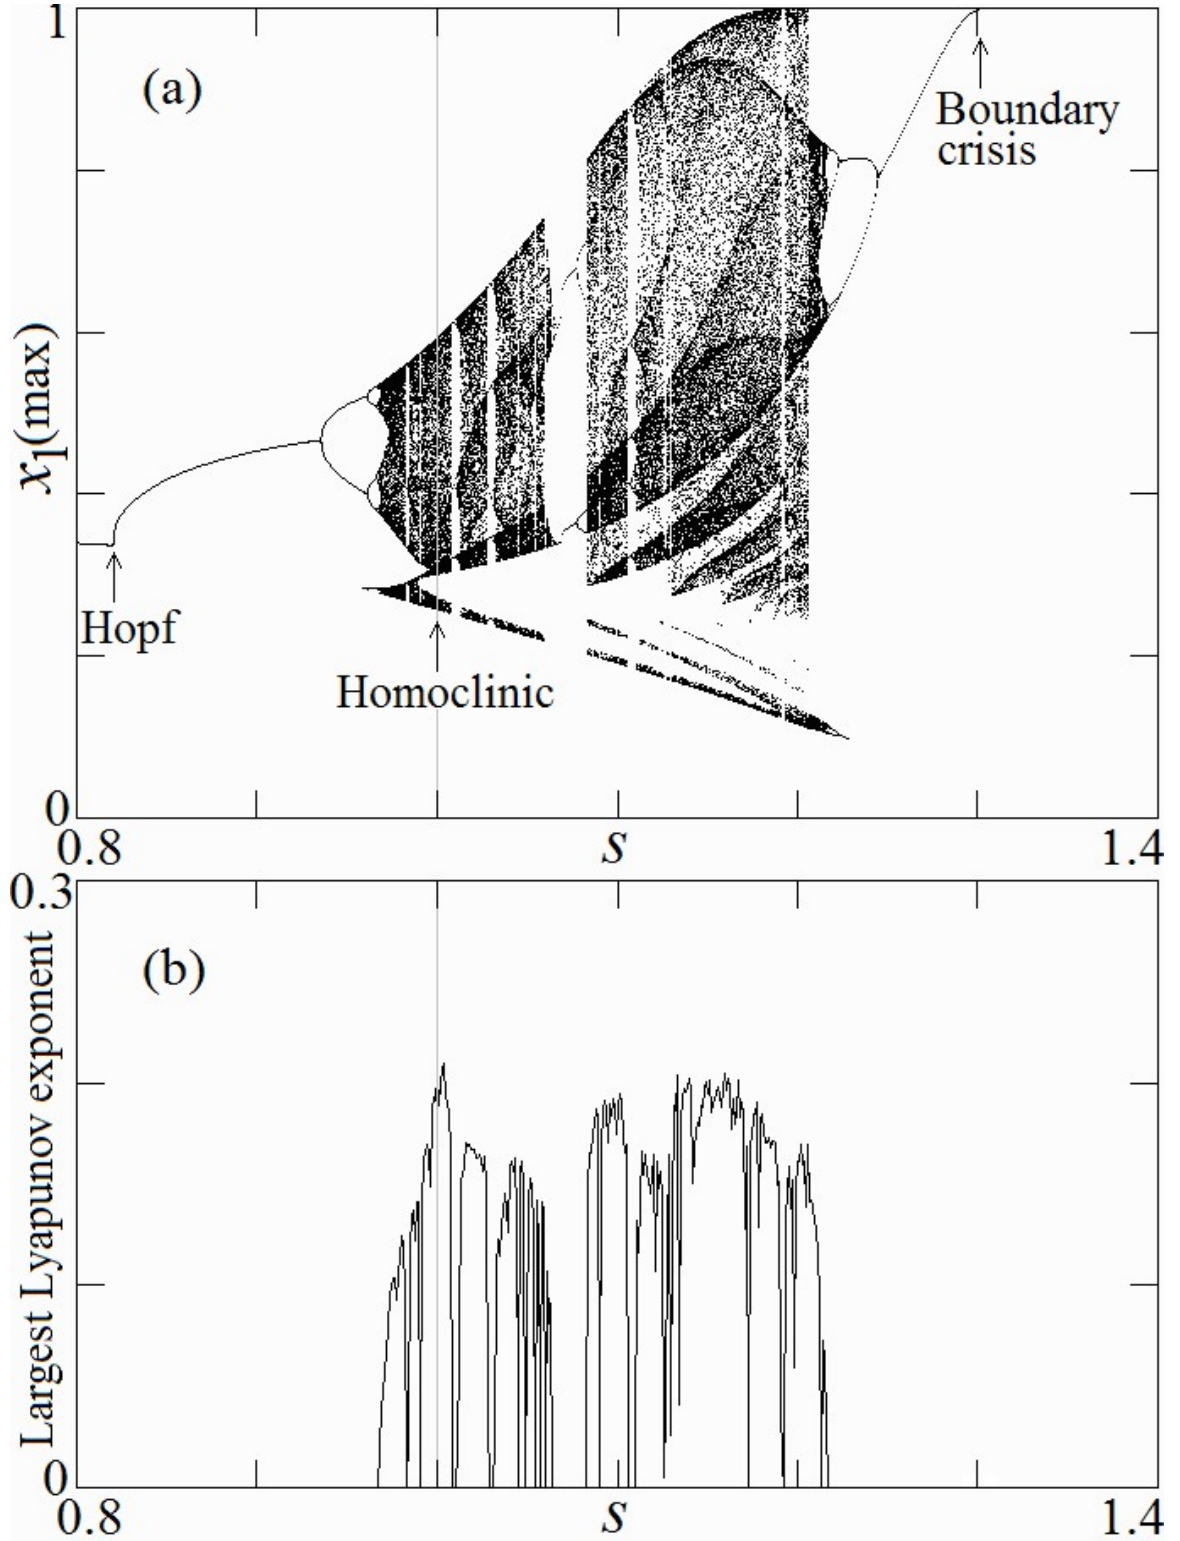 1
(a)
Boundary
crisis
x1(max)
Hopf
Homoclinic
0
0.8
s
1.4
0.3
(b)
Largest Lyapunov exponent
0
0.8
s
1.4